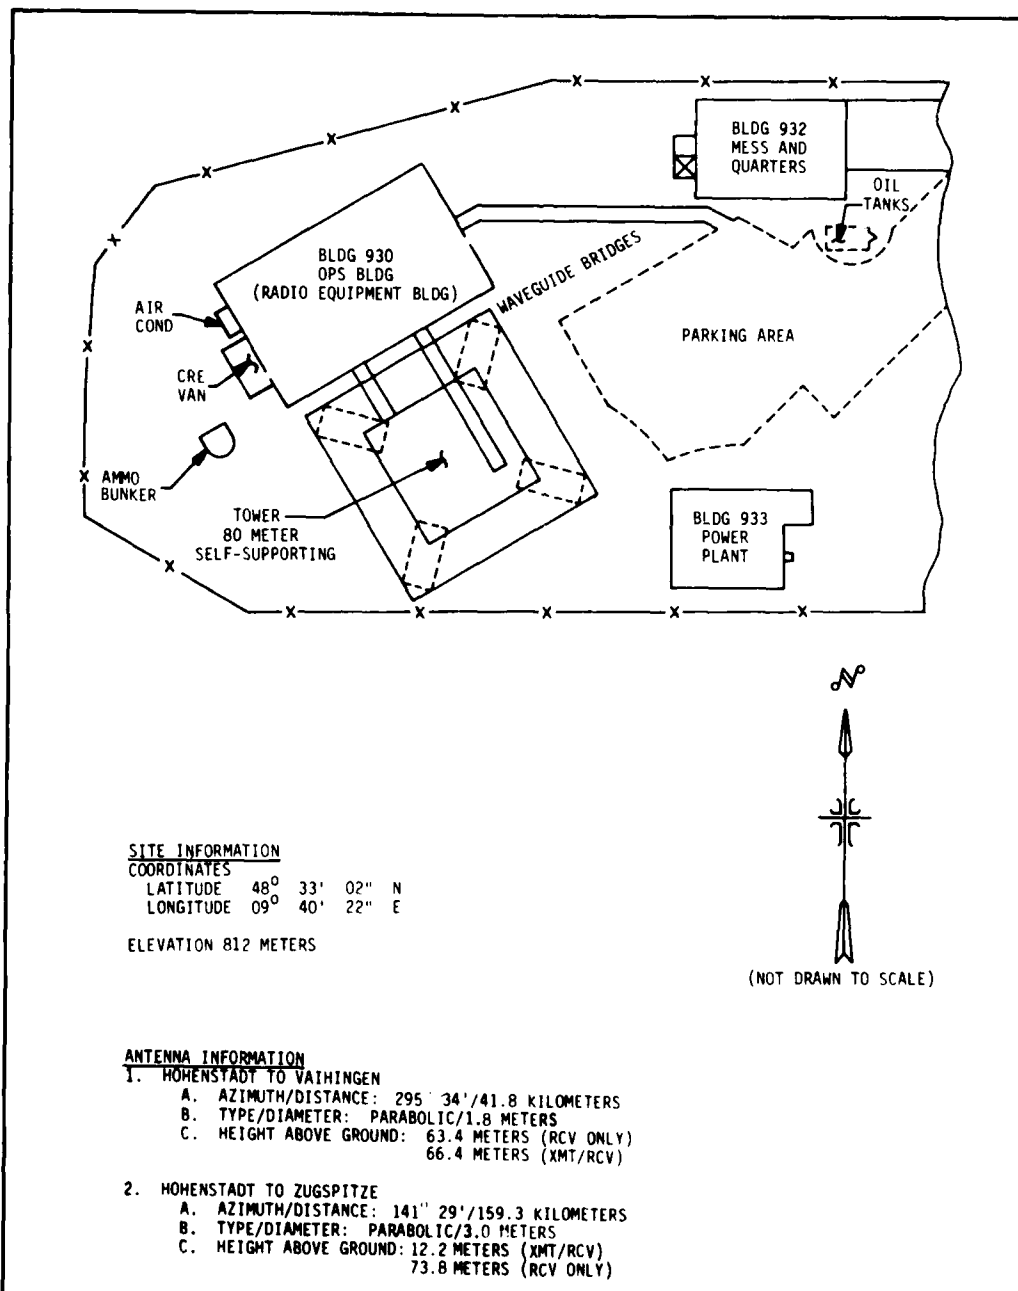 BLDG 932
MESS AND
QUARTERS
OIL
TANKS
BLDG 930
OPS BLDG
(RADIO EQUIPMENT BLDG)
WAVEGUIDE BRIDGES
AIR
COND
PARKING AREA
CRE
VAN
AMMO
BUNKER
TOWER
80 METER
SELF-SUPPORTING
BLDG 933
POWER
PLANT
N
(NOT DRAWN TO SCALE)
SITE INFORMATION
COORDINATES
LATITUDE 48° 33' 02" N
LONGITUDE 09° 40' 22" E
ELEVATION 812 METERS
ANTENNA INFORMATION
1. HOHENSTADT TO VAIHINGEN
A. AZIMUTH/DISTANCE: 295° 34'/41.8 KILOMETERS
B. TYPE/DIAMETER: PARABOLIC/1.8 METERS
C. HEIGHT ABOVE GROUND: 63.4 METERS (RCV ONLY)
66.4 METERS (XMT/RCV)
2. HOHENSTADT TO ZUGSPITZE
A. AZIMUTH/DISTANCE: 141° 29'/159.3 KILOMETERS
B. TYPE/DIAMETER: PARABOLIC/3.0 METERS
C. HEIGHT ABOVE GROUND: 12.2 METERS (XMT/RCV)
73.8 METERS (RCV ONLY)